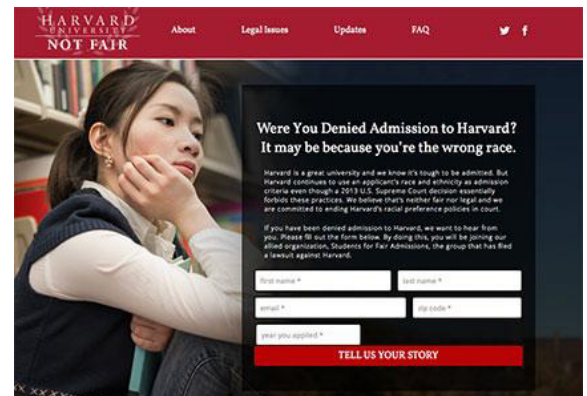 HARVARD
UNIVERSITY
NOT FAIR
About
Legal Issues
Updates
FAQ
Were You Denied Admission to Harvard?
It may be because you're the wrong race.
Harvard is a great university and we know it's tough to be admitted. But
Harvard continues to use an applicant's race and ethnicity as admission
criteria even though a 2013 U.S. Supreme Court decision essentially
forbids these practices. We believe that's neither fair nor legal and we
are committed to ending Harvard's racial preference policies in court.
If you have been denied admission to Harvard, we want to hear from
you. Please fill out the form below. By doing this, you will be joining our
allied organization, Students for Fair Admissions, the group that has filed
a lawsuit against Harvard.
first name *
last name *
email *
zip code *
year you applied *
TELL US YOUR STORY